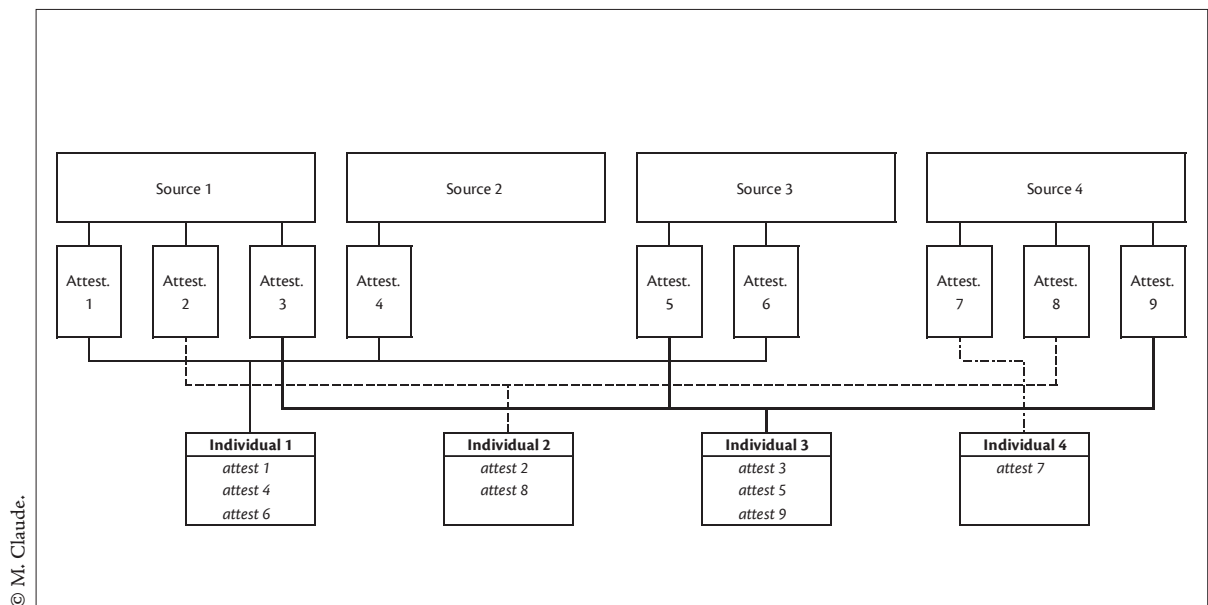 Source 1
Source 2
Source 3
Source 4
Attest.
1
Attest.
2
Attest.
3
Attest.
4
Attest.
5
Attest.
6
Attest.
7
Attest.
8
Attest.
9
Individual 1
attest 1
attest 4
attest 6
Individual 2
attest 2
attest 8
Individual 3
attest 3
attest 5
attest 9
Individual 4
attest 7
© M. Claude.